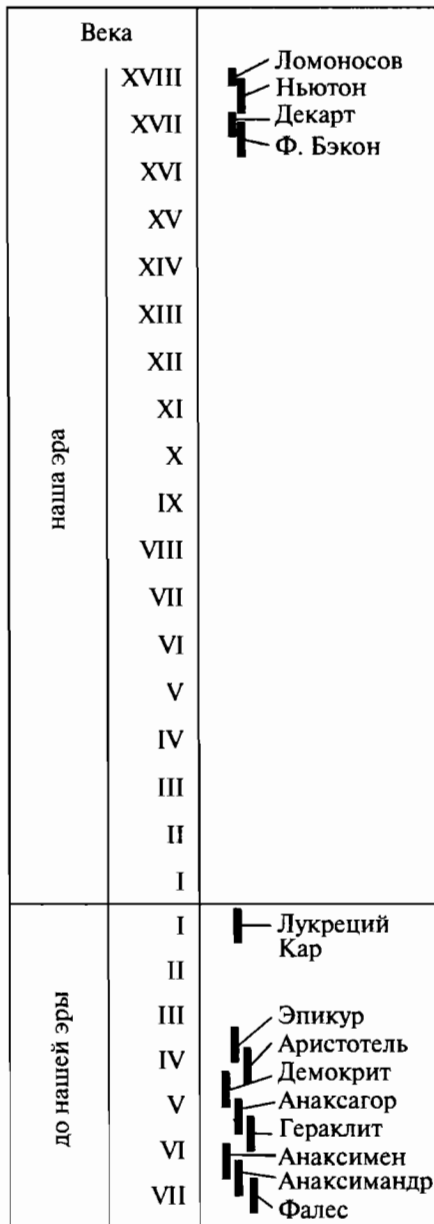 Века
XVIII
Ломоносов
Ньютон
XVII
Декарт
Ф. Бэкон
XVI
XV
XIV
XIII
XII
XI
наша эра
X
IX
VIII
VII
VI
V
IV
III
II
I
I
Лукреций
Кар
II
до нашей эры
III
Эпикур
IV
Аристотель
Демокрит
V
Анаксагор
Гераклит
VI
Анаксимен
Анаксимандр
VII
Фалес